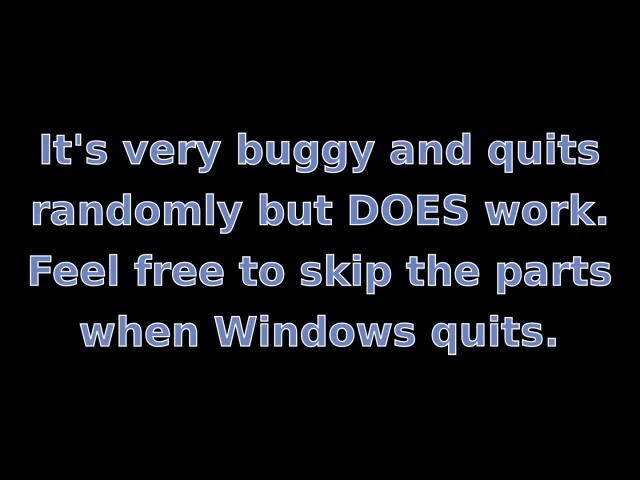 It's very buggy and quits
randomly but DOES work.
Feel free to skip the parts
when Windows quits.